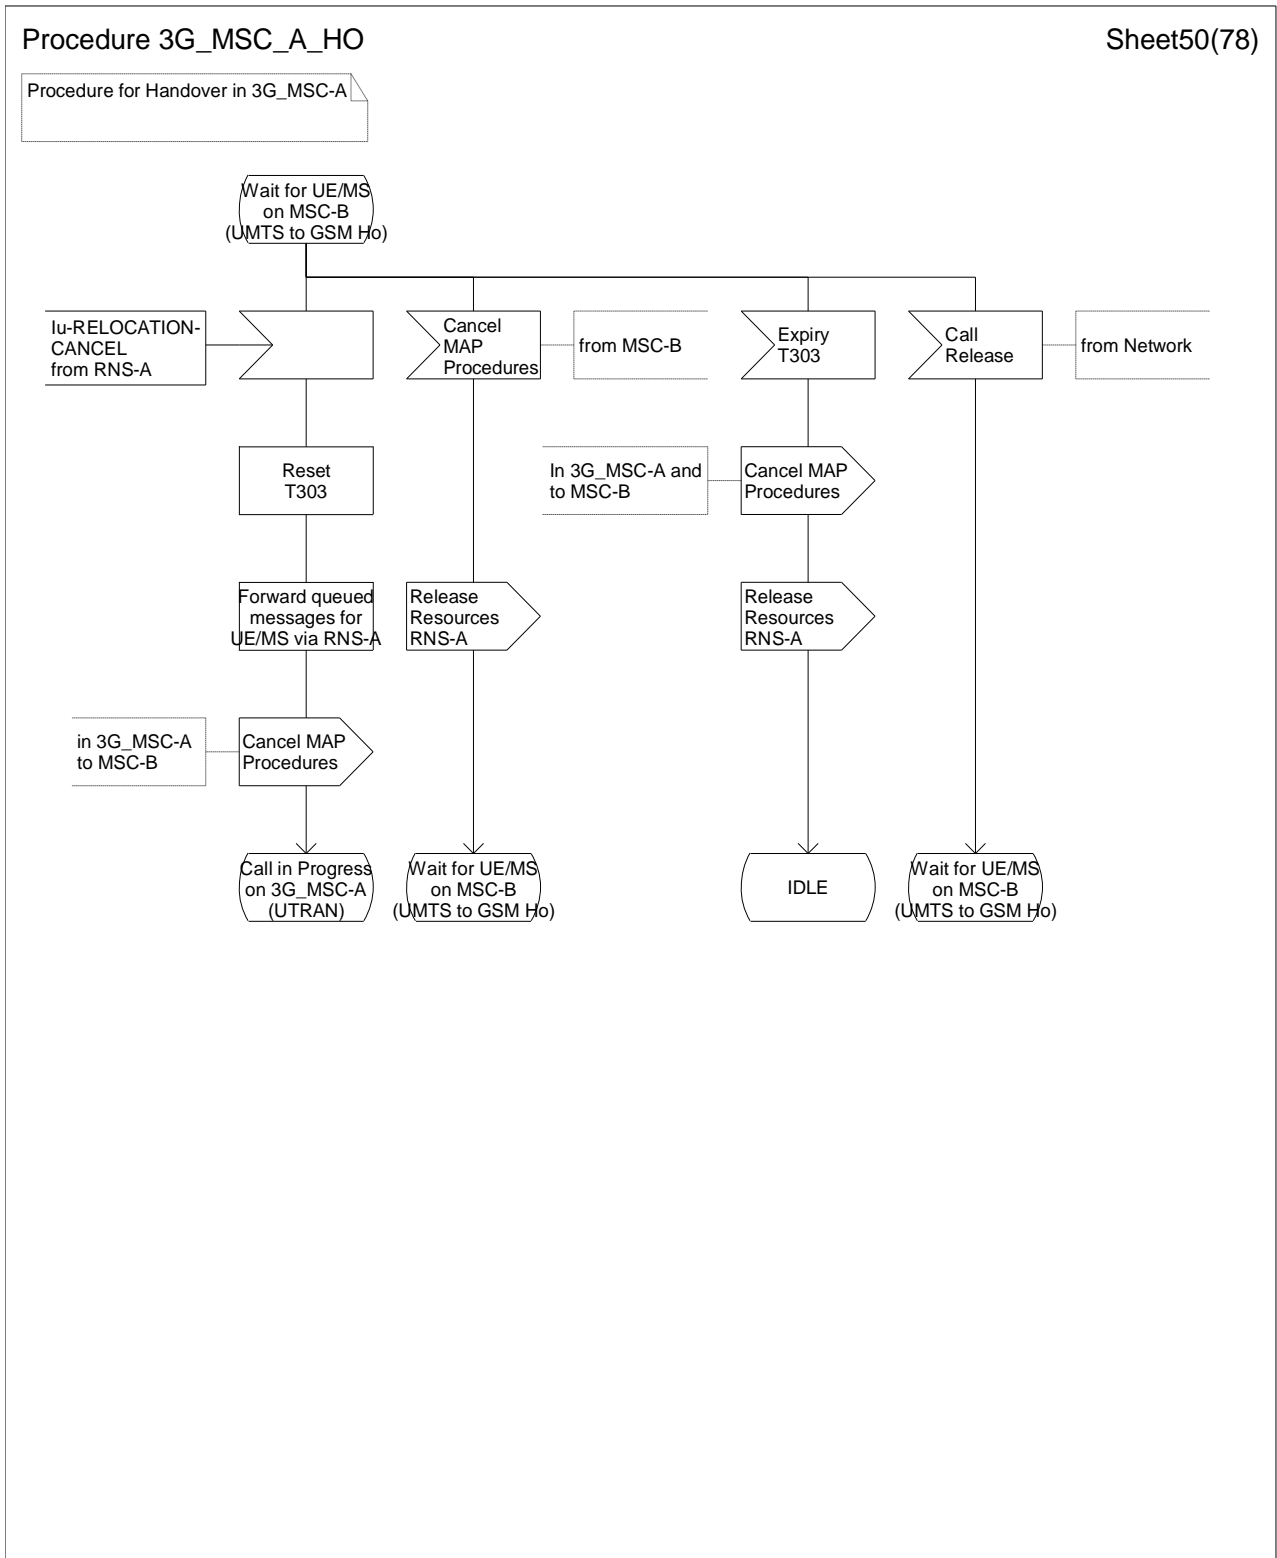 Procedure 3G_MSC_A_HO
Sheet50(78)
Procedure for Handover in 3G_MSC-A
Wait for UE/MS
on MSC-B
(UMTS to GSM Ho)
Iu-RELOCATION-
CANCEL
from RNS-A
Cancel
MAP
Procedures
from MSC-B
Expiry
T303
Call
Release
from Network
Reset
T303
In 3G_MSC-A and
to MSC-B
Cancel MAP
Procedures
Forward queued
messages for
UE/MS via RNS-A
Release
Resources
RNS-A
Release
Resources
RNS-A
in 3G_MSC-A
to MSC-B
Cancel MAP
Procedures
Call in Progress
on 3G_MSC-A
(UTRAN)
Wait for UE/MS
on MSC-B
(UMTS to GSM Ho)
IDLE
Wait for UE/MS
on MSC-B
(UMTS to GSM Ho)